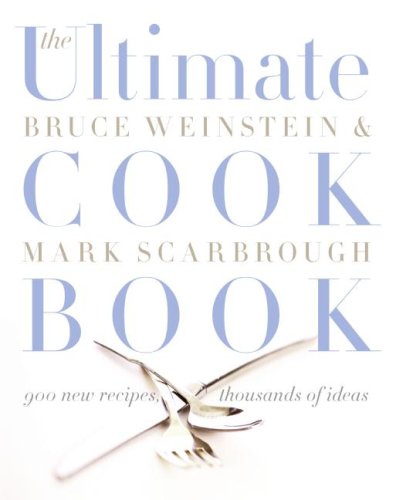 the
Ultimate
BRUCE WEINSTEIN &
COOK
MARK SCARBROUGH
BOOK
900 new recipes, thousands of ideas